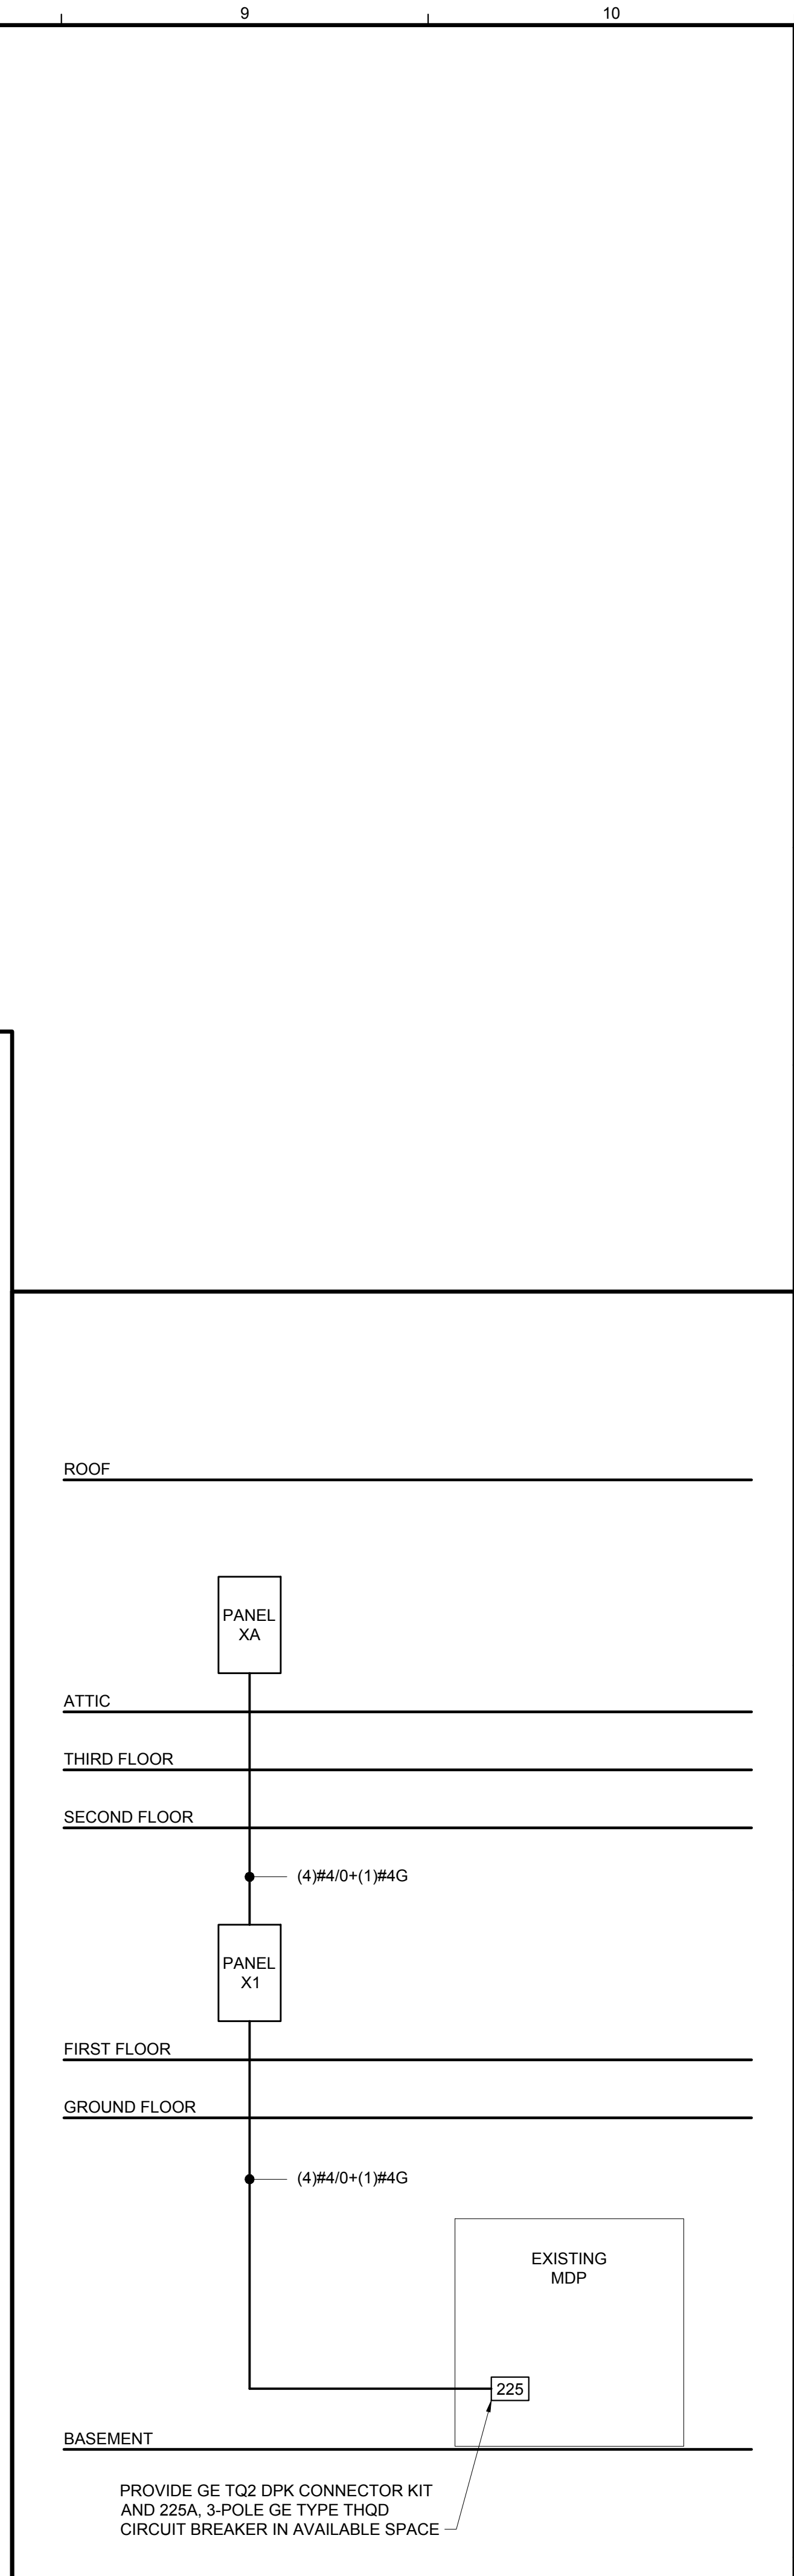 9
10
ROOF
PANEL
XA
ATTIC
THIRD FLOOR
SECOND FLOOR
(4)#4/0+(1)#4G
PANEL
X1
FIRST FLOOR
GROUND FLOOR
(4)#4/0+(1)#4G
EXISTING
MDP
225
BASEMENT
PROVIDE GE TQ2 DPK CONNECTOR KIT
AND 225A, 3-POLE GE TYPE THQD
CIRCUIT BREAKER IN AVAILABLE SPACE